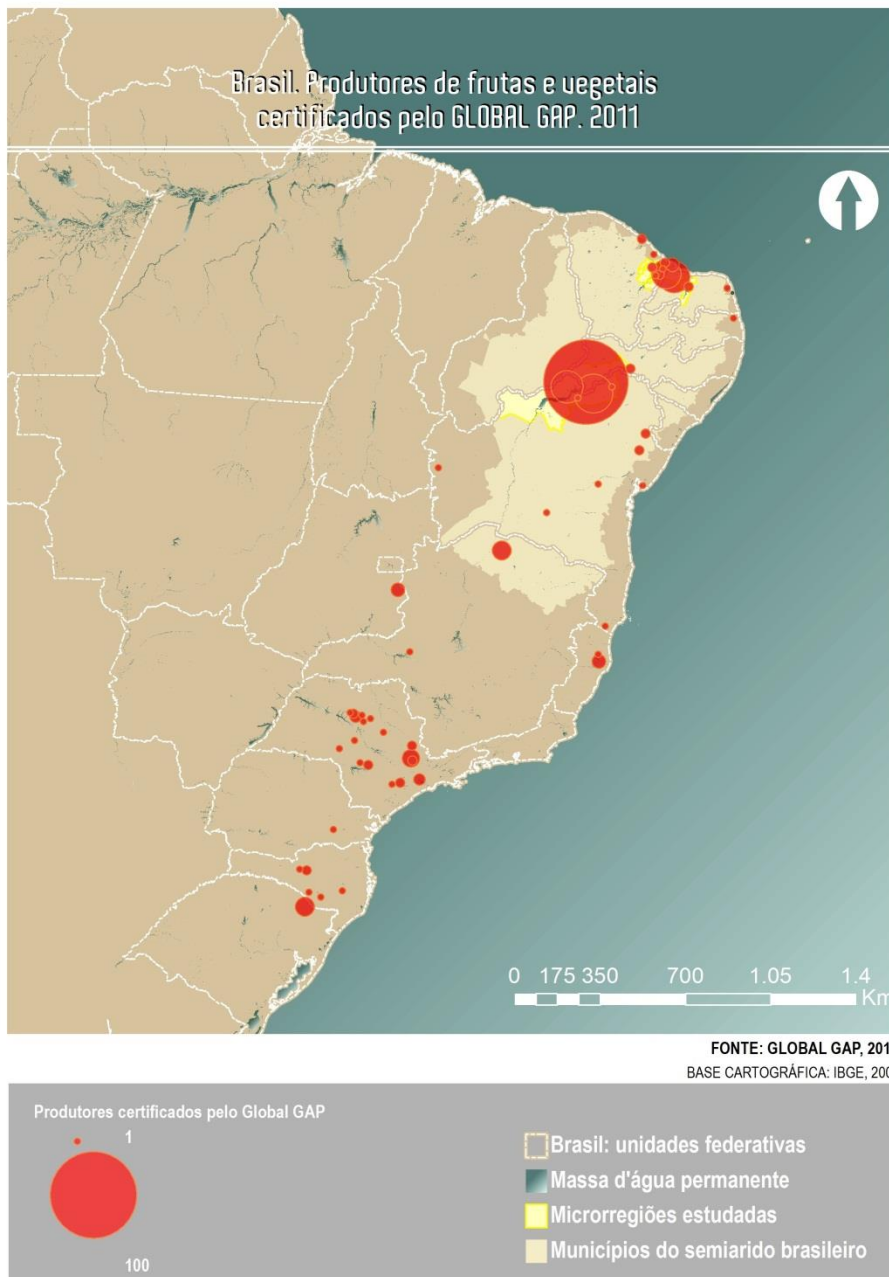 Brasil. Produtores de frutas e vegetais
certificados pelo GLOBAL GAP. 2011
0 175 350 700 1.05 1.4
Km
FONTE: GLOBAL GAP, 201
BASE CARTOGRÁFICA: IBGE, 200
Produtores certificados pelo Global GAP
1
100
Brasil: unidades federativas
Massa d'água permanente
Microrregiões estudadas
Municípios do semiarido brasileiro